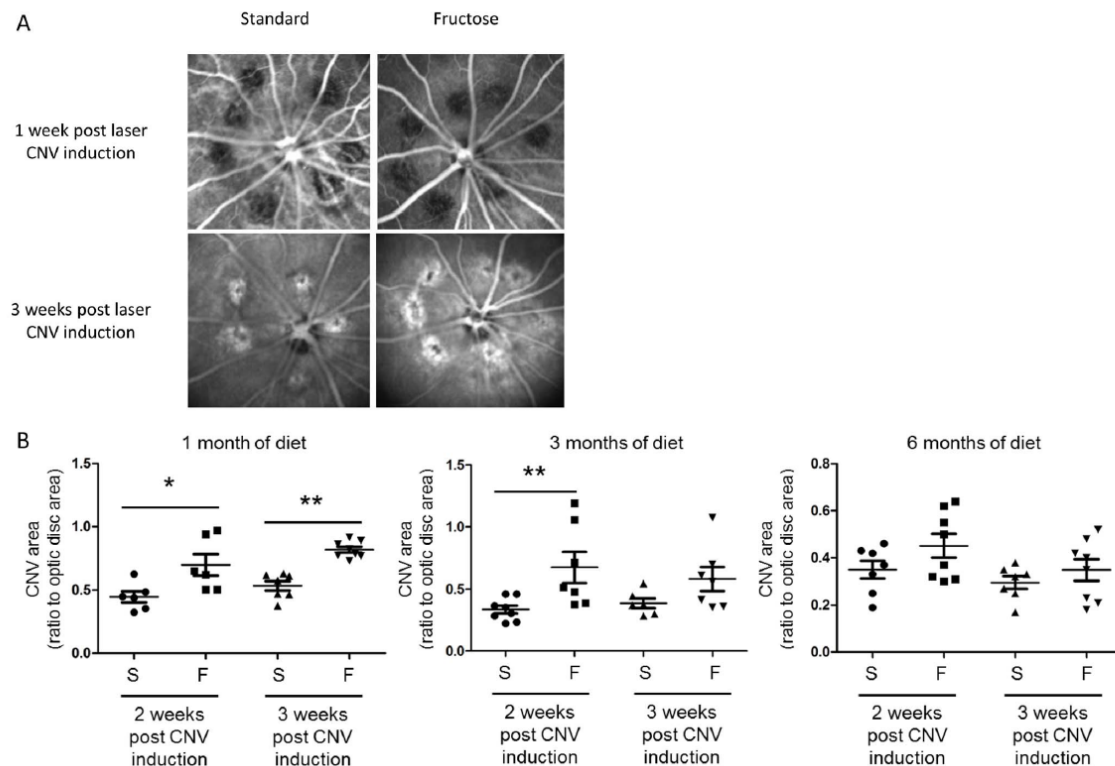 A
Standard
Fructose
1 week post laser
CNV induction
3 weeks post laser
CNV induction
B
1 month of diet
CNV area
(ratio to optic disc area)
1.5
1.0
0.5
0.0
*
**
S
F
S
F
2 weeks
post CNV
induction
3 weeks
post CNV
induction
3 months of diet
CNV area
(ratio to optic disc area)
1.5
1.0
0.5
0.0
**
S
F
S
F
2 weeks
post CNV
induction
3 weeks
post CNV
induction
6 months of diet
CNV area
(ratio to optic disc area)
0.8
0.6
0.4
0.2
0.0
S
F
S
F
2 weeks
post CNV
induction
3 weeks
post CNV
induction